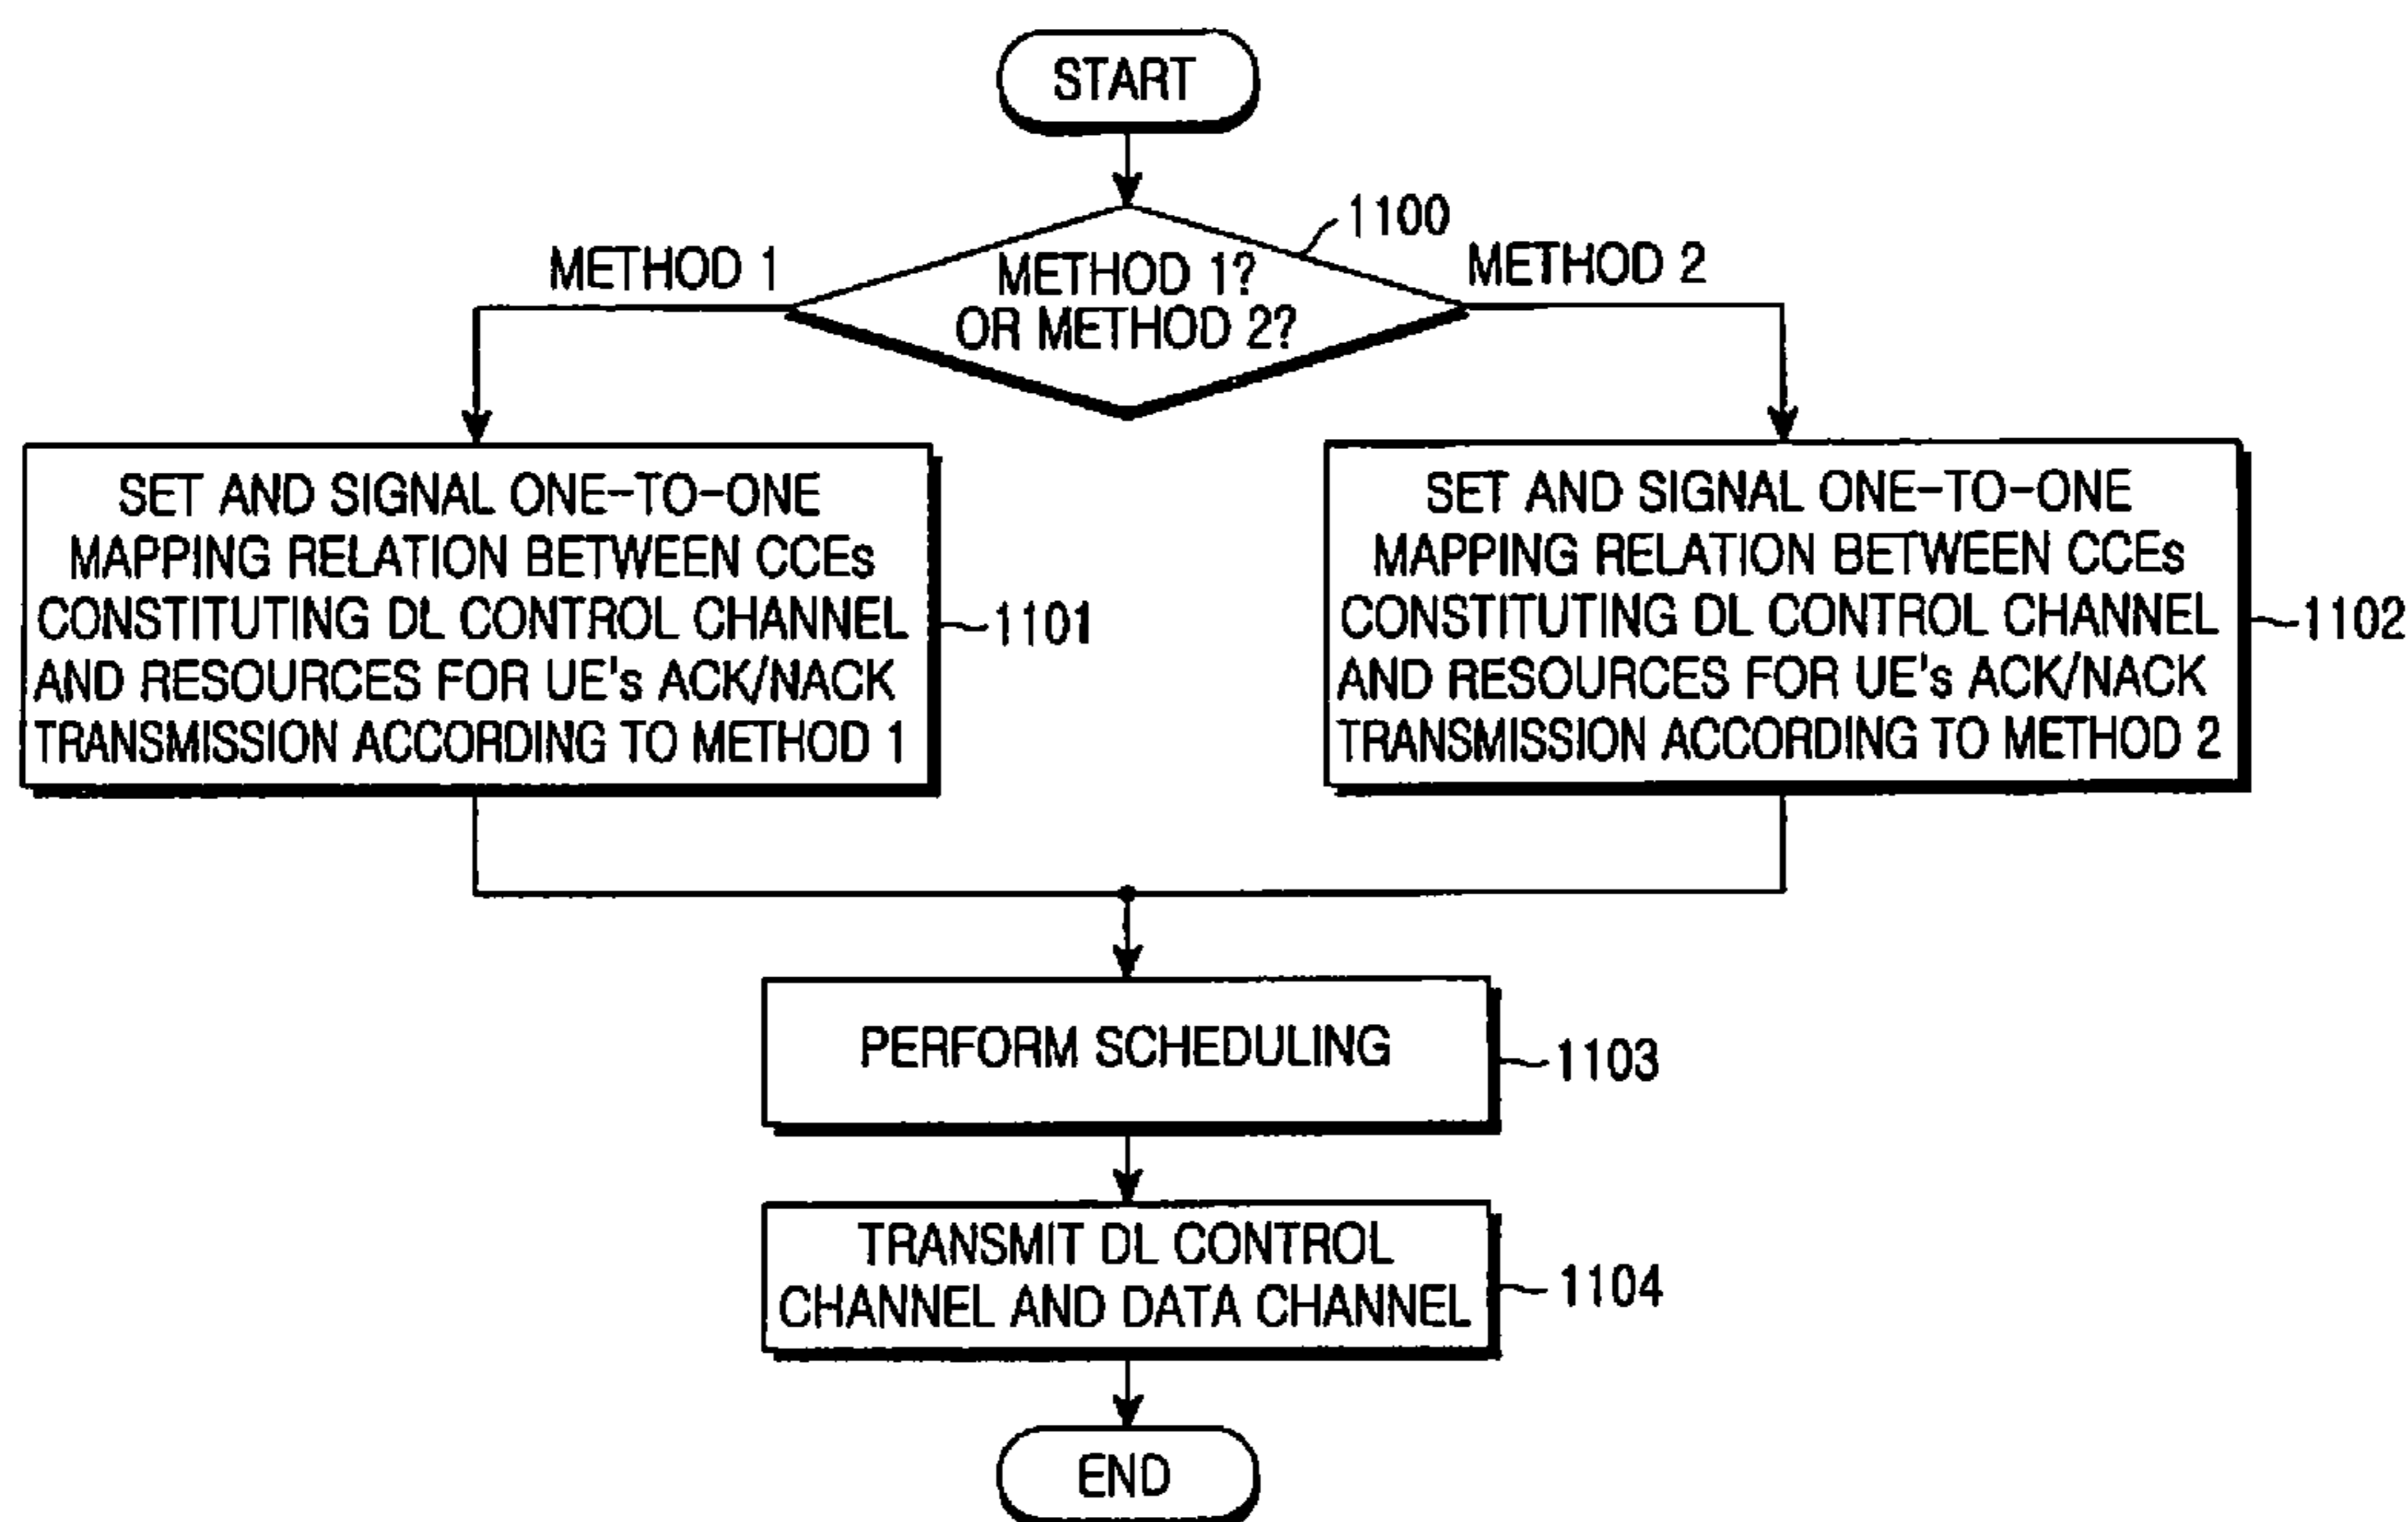 START
1100
METHOD 1
METHOD 1?
OR METHOD 2?
METHOD 2
SET AND SIGNAL ONE-TO-ONE
MAPPING RELATION BETWEEN CCEs
CONSTITUTING DL CONTROL CHANNEL
AND RESOURCES FOR UE's ACK/NACK
TRANSMISSION ACCORDING TO METHOD 1
1101
SET AND SIGNAL ONE-TO-ONE
MAPPING RELATION BETWEEN CCEs
CONSTITUTING DL CONTROL CHANNEL
AND RESOURCES FOR UE's ACK/NACK
TRANSMISSION ACCORDING TO METHOD 2
1102
PERFORM SCHEDULING
1103
TRANSMIT DL CONTROL
CHANNEL AND DATA CHANNEL
1104
END